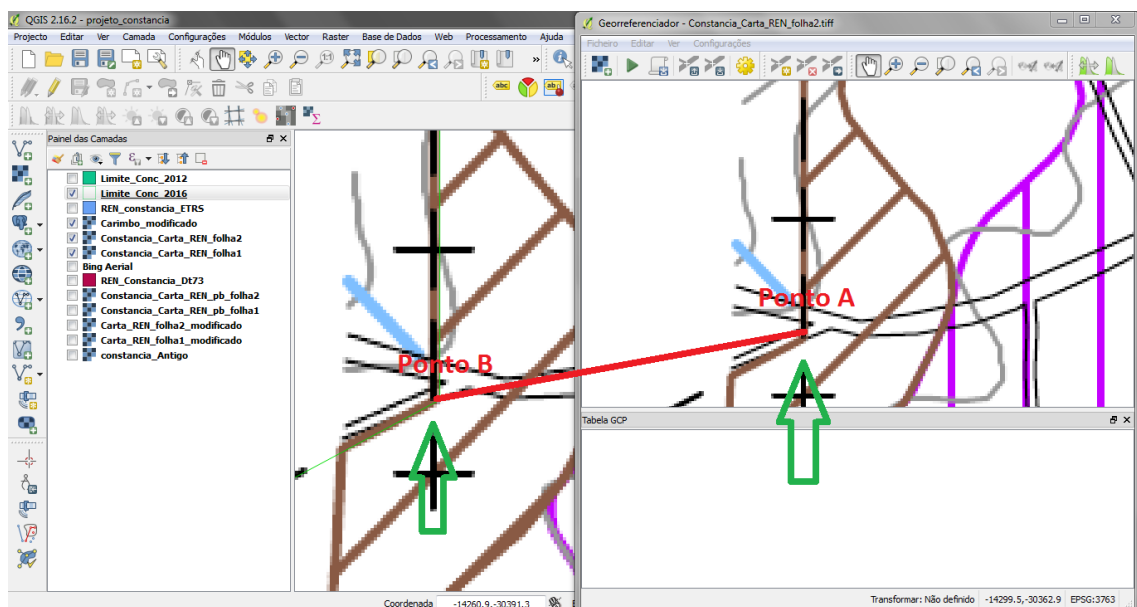 QGIS 2.16.2 - projeto_constancia
Projecto Editar Ver Camada Configurações Módulos Vector Raster Base de Dados Web Processamento Ajuda
»
abc
ab
Painel das Camadas
Limite_Conc_2012
Limite_Conc_2016
REN_constancia_ETRS
Carimbo_modificado
Constancia_Carta_REN_folha2
Constancia_Carta_REN_folha1
Bing Aerial
REN_Constancia_Dt73
Constancia_Carta_REN_pb_folha2
Constancia_Carta_REN_pb_folha1
Carta_REN_folha2_modificado
Carta_REN_folha1_modificado
constancia_Antigo
Ponto B
Coordenada -14260.9,-30391.3
Georreferenciador - Constancia_Carta_REN_folha2.tiff
Ficheiro Editar Ver Configurações
Ponto A
Tabela GCP
Transformar: Não definido -14299.5,-30362.9 EPSG:3763